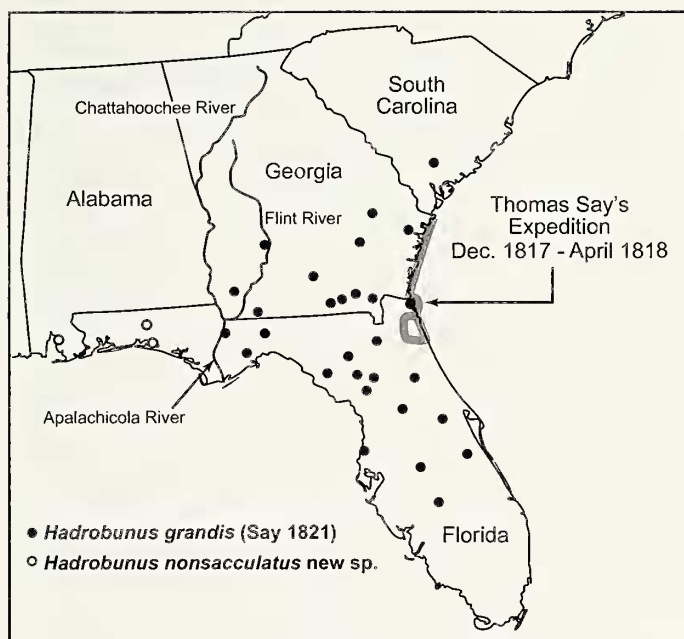 South
Carolina
Chattahoochee River
Georgia
Alabama
Flint River
Thomas Say's
Expedition
Dec. 1817 - April 1818
Apalachicola River
Hadrobunus grandis (Say 1821)
Hadrobunus nonsacculatus new sp.
Florida